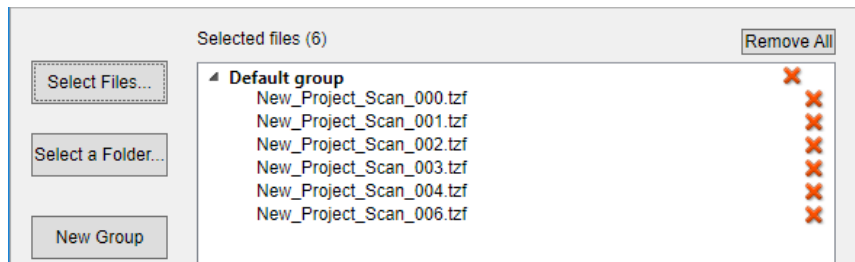 Selected files (6)
Remove All
Select Files...
Default group
New_Project_Scan_000.tzf
New_Project_Scan_001.tzf
Select a Folder...
New_Project_Scan_002.tzf
New_Project_Scan_003.tzf
New_Project_Scan_004.tzf
New_Project_Scan_006.tzf
New Group